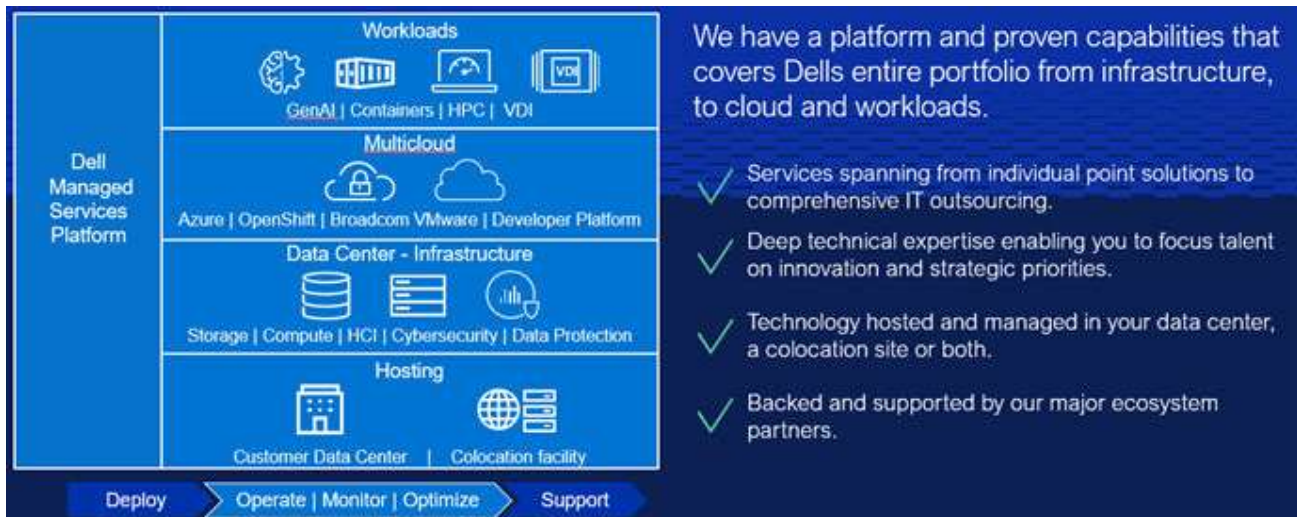 Dell
Managed
Services
Platform
Workloads
VDI
GenAI | Containers | HPC | VDI
Multicloud
Azure | OpenShift | Broadcom VMware | Developer Platform
Data Center - Infrastructure
Storage | Compute | HCI | Cybersecurity | Data Protection
Hosting
Customer Data Center | Colocation facility
Deploy
Operate | Monitor | Optimize
Support
We have a platform and proven capabilities that
covers Dells entire portfolio from infrastructure,
to cloud and workloads.
Services spanning from individual point solutions to
comprehensive IT outsourcing.
Deep technical expertise enabling you to focus talent
on innovation and strategic priorities.
Technology hosted and managed in your data center,
a colocation site or both.
Backed and supported by our major ecosystem
partners.